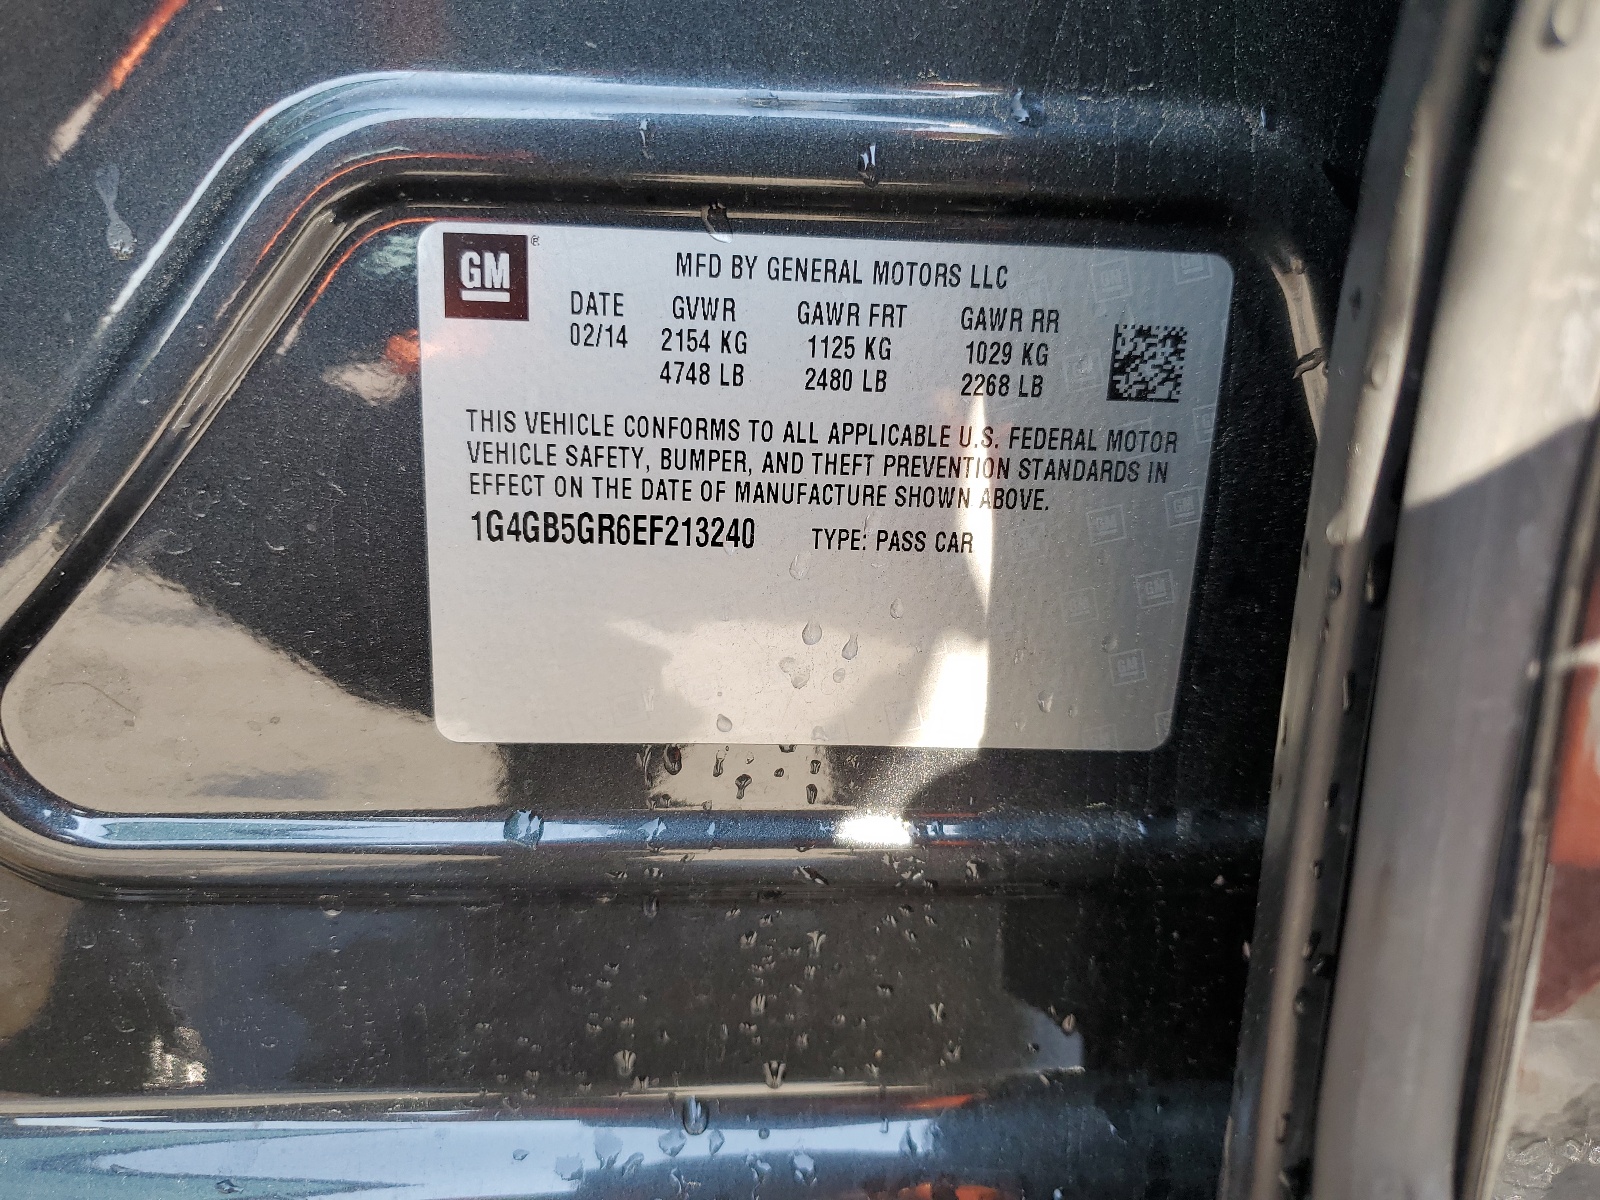 GM ®
MFD BY GENERAL MOTORS LLC
DATE GVWR GAWR FRT GAWR RR
02/14 2154 KG 1125 KG 1029 KG
4748 LB 2480 LB 2268 LB
THIS VEHICLE CONFORMS TO ALL APPLICABLE U.S. FEDERAL MOTOR
VEHICLE SAFETY, BUMPER, AND THEFT PREVENTION STANDARDS IN
EFFECT ON THE DATE OF MANUFACTURE SHOWN ABOVE.
1G4GB5GR6EF213240 TYPE: PASS CAR